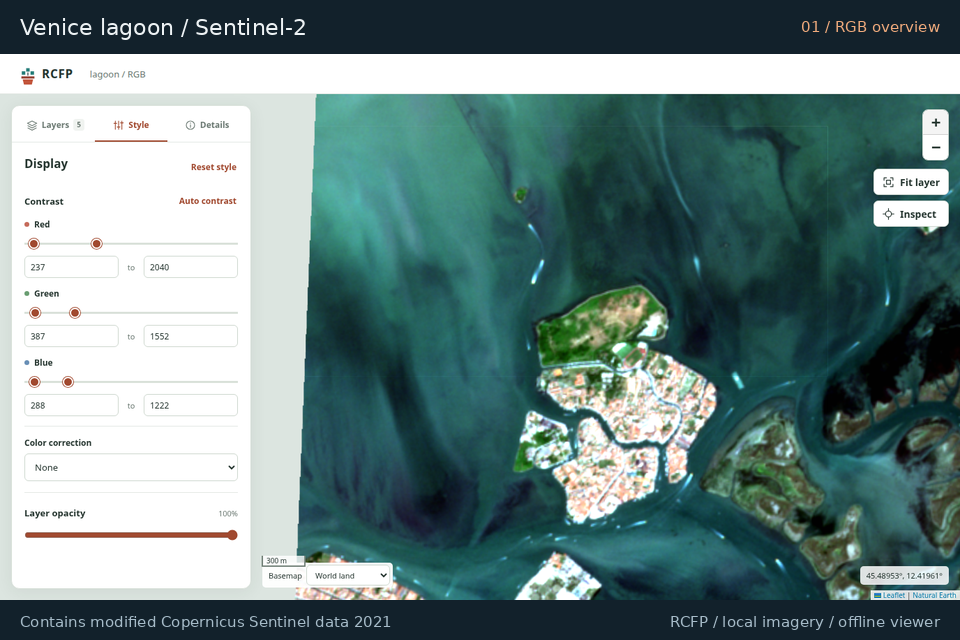 Venice lagoon / Sentinel-2
01 / RGB overview
RCFP
lagoon / RGB
Layers 5
Style
Details
Display
Reset style
Contrast
Auto contrast
Red
237 to 2040
Green
387 to 1552
Blue
288 to 1222
Color correction
None
Layer opacity
100%
+
−
Fit layer
Inspect
300 m
Basemap
World land
45.48953°, 12.41961°
Leaflet | Natural Earth
Contains modified Copernicus Sentinel data 2021
RCFP / local imagery / offline viewer